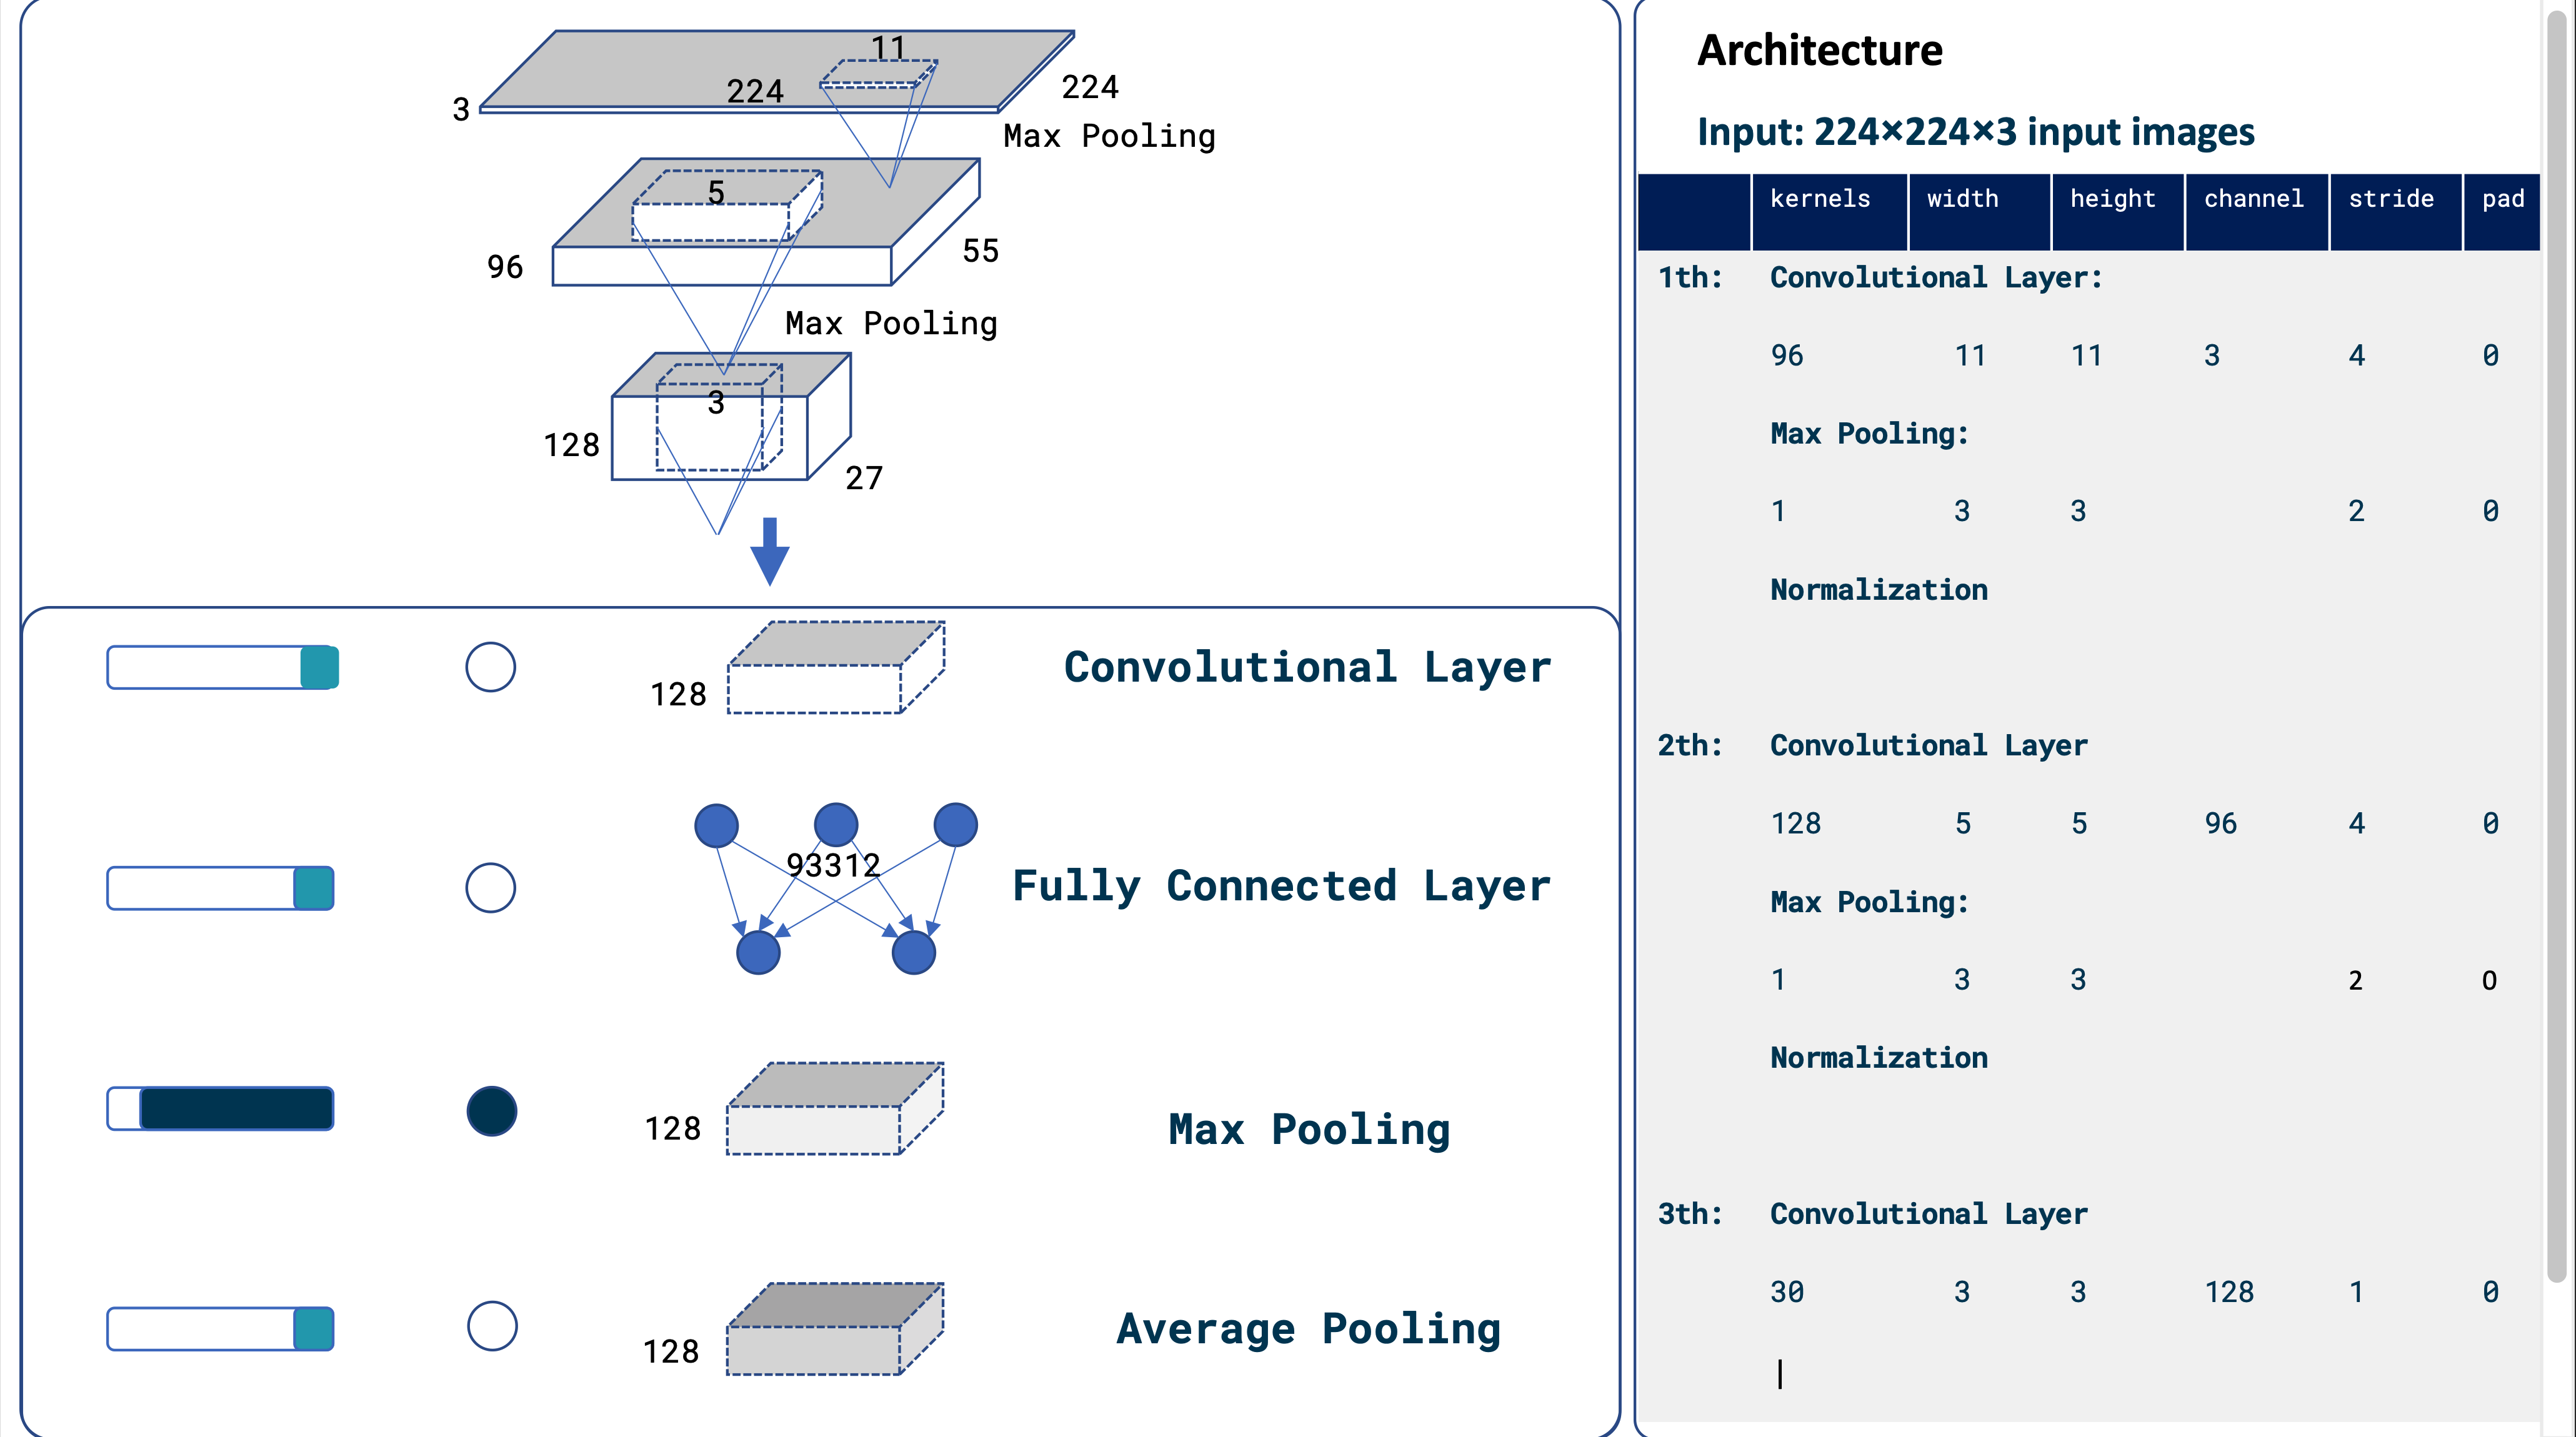 11
224
224
3
Max Pooling
5
55
96
Max Pooling
3
128
27
128
Convolutional Layer
93312
Fully Connected Layer
128
Max Pooling
128
Average Pooling
Architecture
Input: 224×224×3 input images
kernels width height channel stride pad
1th: Convolutional Layer:
96 11 11 3 4 0
Max Pooling:
1 3 3 2 0
Normalization
2th: Convolutional Layer
128 5 5 96 4 0
Max Pooling:
1 3 3 2 0
Normalization
3th: Convolutional Layer
30 3 3 128 1 0